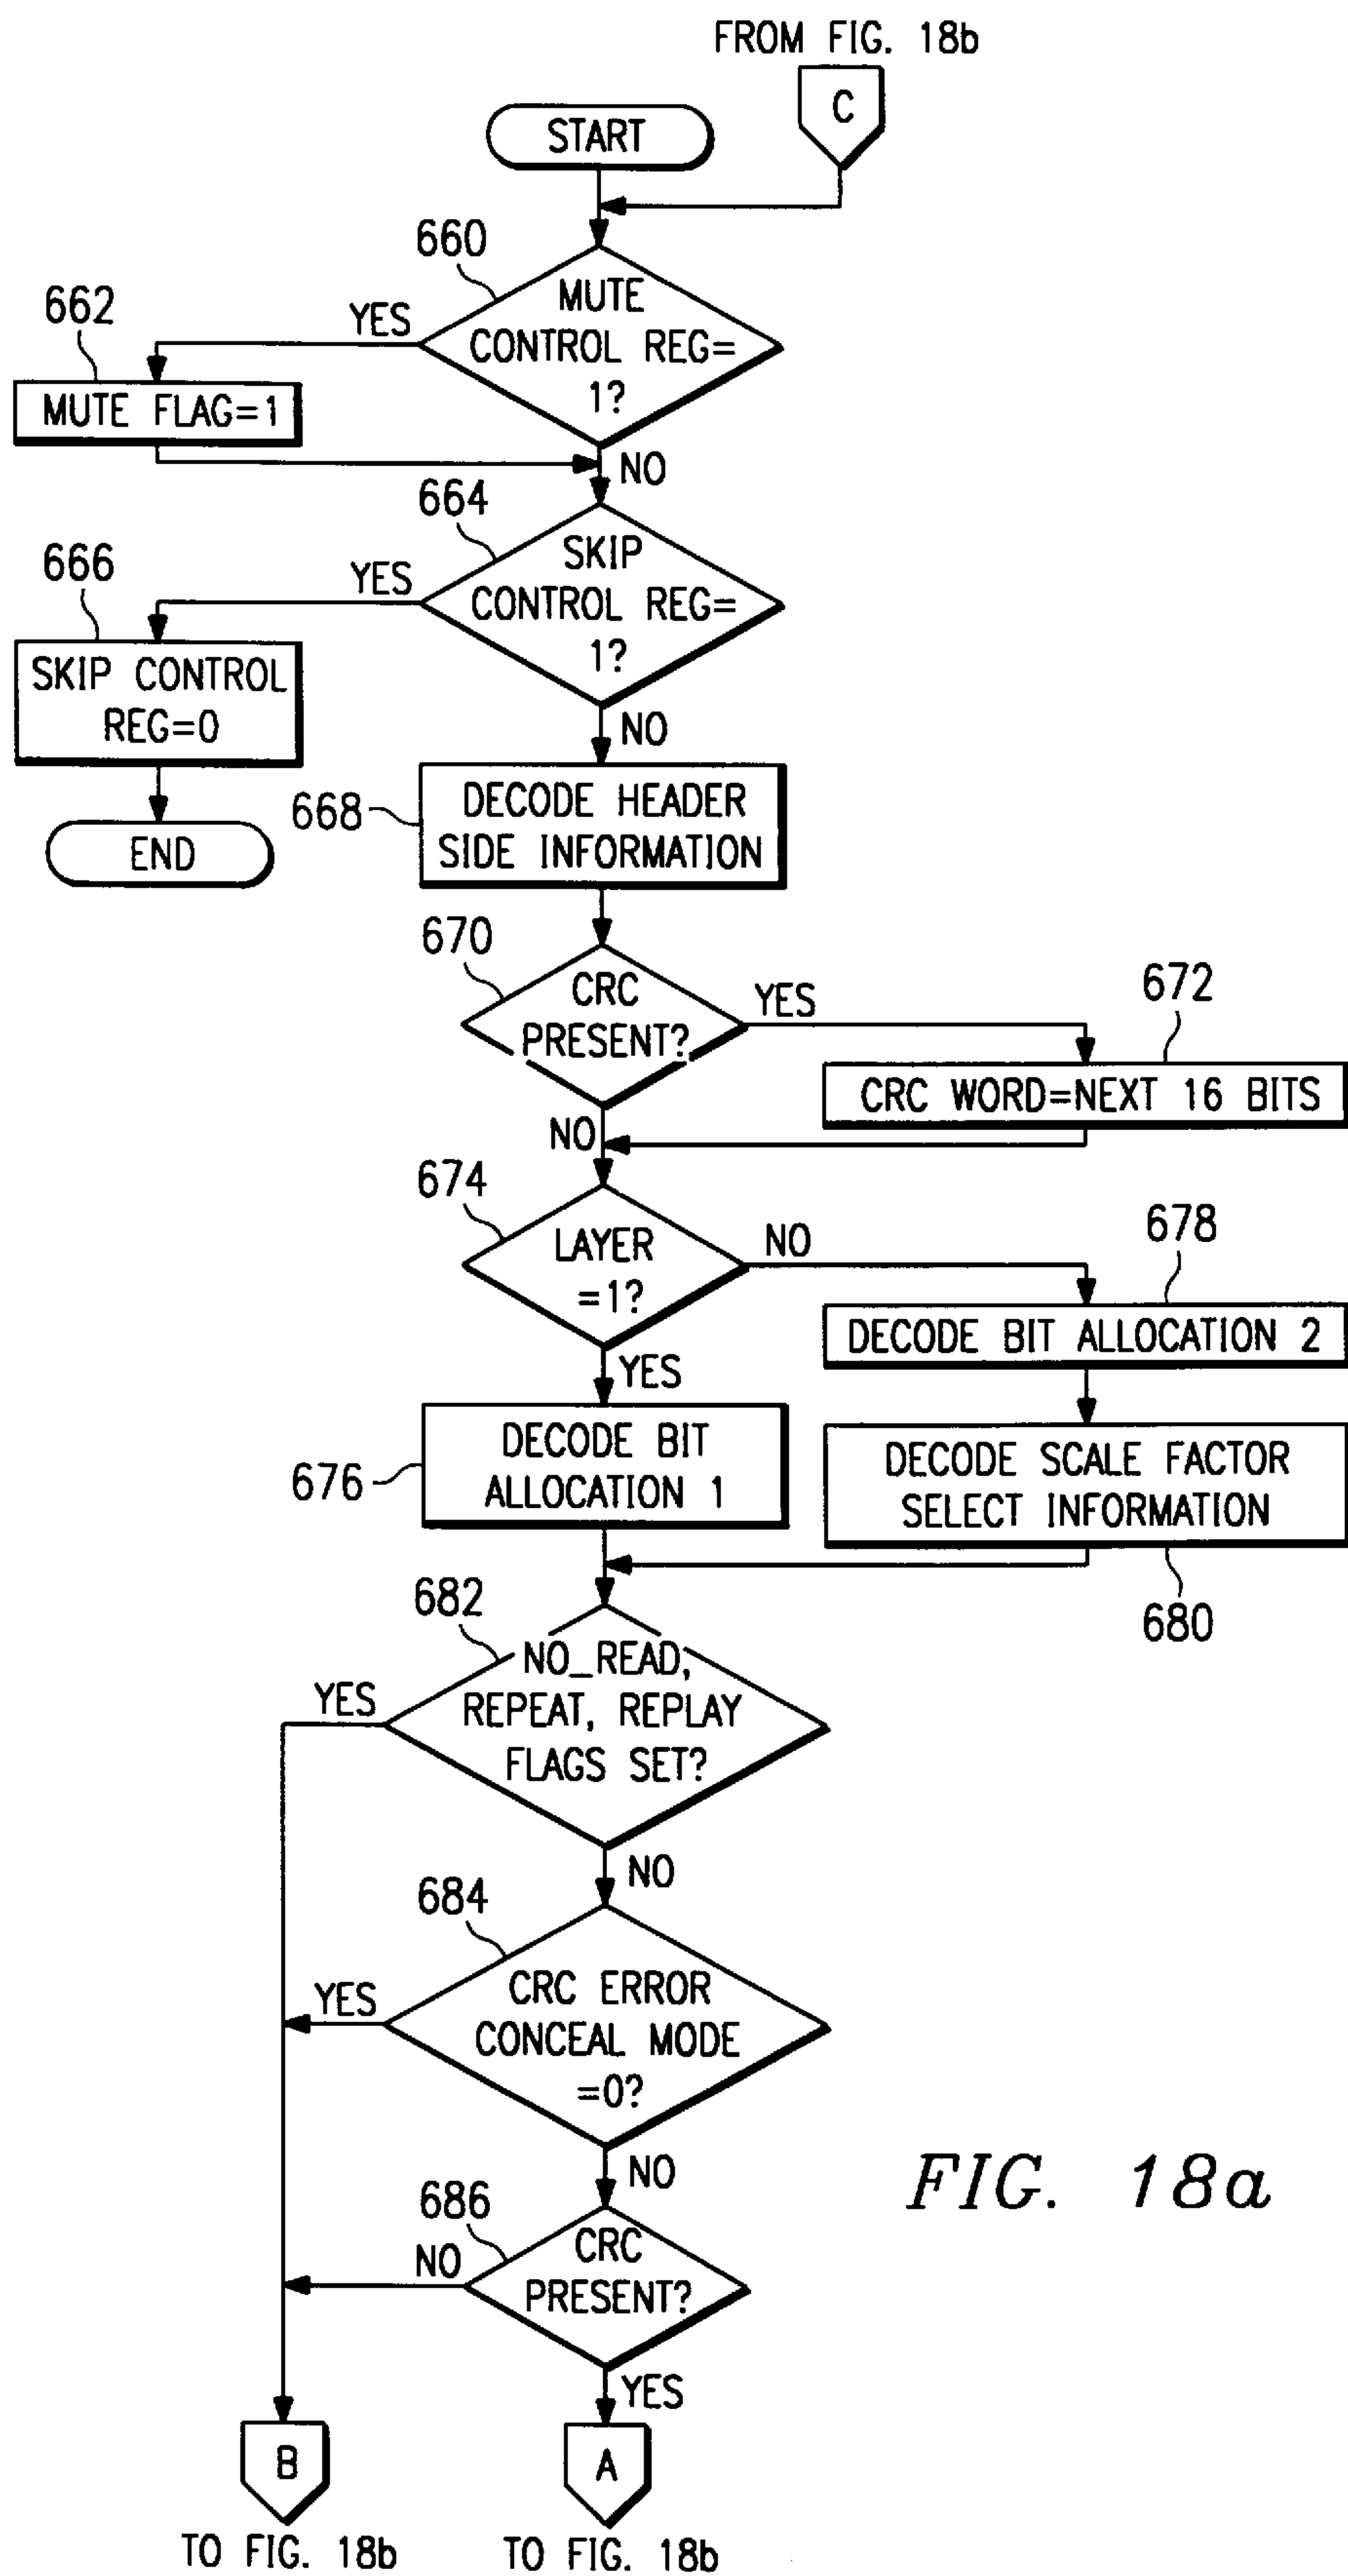 FROM FIG. 18b
C
START
660
MUTE
CONTROL REG=
1?
YES
662
MUTE FLAG=1
NO
664
SKIP
CONTROL REG=
1?
YES
666
SKIP CONTROL
REG=0
END
NO
668
DECODE HEADER
SIDE INFORMATION
670
CRC
PRESENT?
YES
672
CRC WORD=NEXT 16 BITS
NO
674
LAYER
=1?
NO
678
DECODE BIT ALLOCATION 2
YES
676
DECODE BIT
ALLOCATION 1
DECODE SCALE FACTOR
SELECT INFORMATION
680
682
NO_READ,
REPEAT, REPLAY
FLAGS SET?
YES
NO
684
CRC ERROR
CONCEAL MODE
=0?
YES
NO
686
CRC
PRESENT?
NO
YES
B
A
TO FIG. 18b
TO FIG. 18b
FIG. 18a